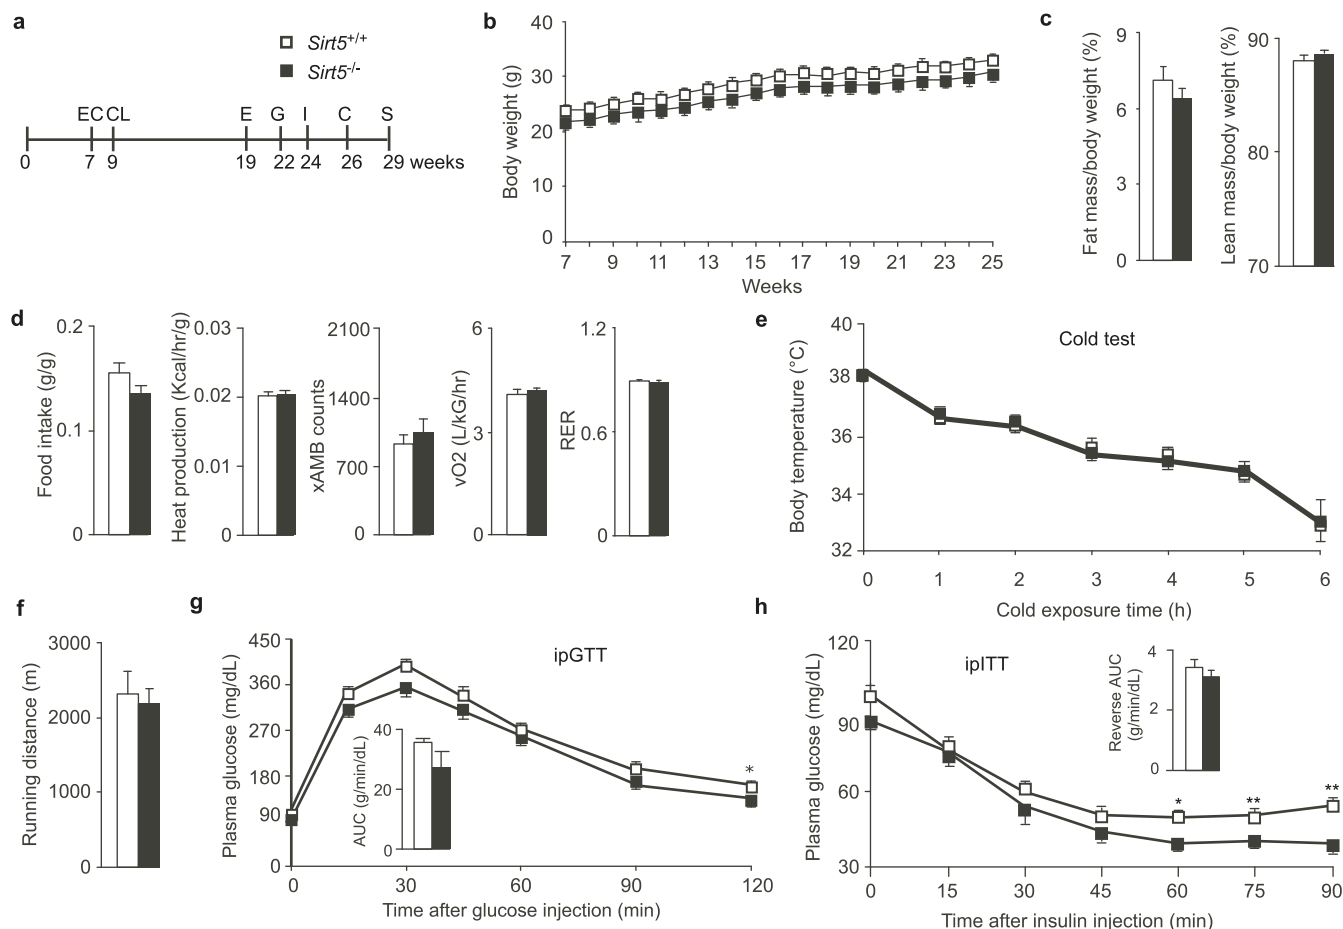 a
Sirt5+/+
Sirt5-/-
EC CL E G I C S
0 7 9 19 22 24 26 29 weeks
b
Body weight (g)
40
30
20
10
0
7 9 11 13 15 17 19 21 23 25
Weeks
c
Fat mass/body weight (%)
9
6
3
0
Lean mass/body weight (%)
90
80
70
d
Food intake (g/g)
0.2
0.1
0
Heat production (Kcal/hr/g)
0.03
0.02
0.01
0
xAMB counts
2100
1400
700
0
vO2 (L/kG/hr)
6
3
0
RER
1.2
0.6
0
e
Cold test
Body temperature (°C)
40
38
36
34
32
0 1 2 3 4 5 6
Cold exposure time (h)
f
Running distance (m)
3000
2000
1000
0
g
ipGTT
Plasma glucose (mg/dL)
450
360
270
180
90
0
*
AUC (g/min/dL)
40
20
0
0 30 60 90 120
Time after glucose injection (min)
h
ipITT
Plasma glucose (mg/dL)
120
90
60
30
Reverse AUC
(g/min/dL)
4
2
0
* ** **
0 15 30 45 60 75 90
Time after insulin injection (min)